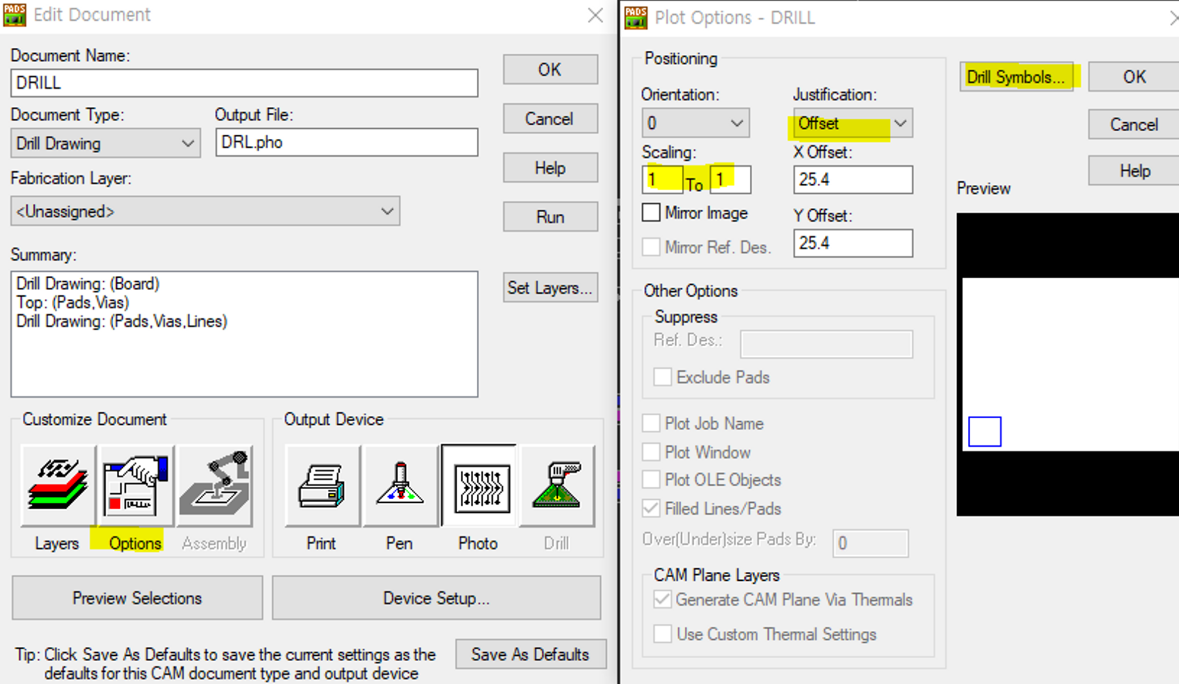 PADS
Edit Document
Document Name:
DRILL
OK
Document Type:
Output File:
Drill Drawing
DRL.pho
Cancel
Fabrication Layer:
Help
<Unassigned>
Run
Summary:
Drill Drawing: (Board)
Top: (Pads,Vias)
Drill Drawing: (Pads,Vias,Lines)
Set Layers...
Customize Document
Output Device
Layers
Options
Assembly
Print
Pen
Photo
Drill
Preview Selections
Device Setup...
Tip: Click Save As Defaults to save the current settings as the
defaults for this CAM document type and output device
Save As Defaults
PADS
Plot Options - DRILL
Positioning
Orientation:
Justification:
0
Offset
Scaling:
X Offset:
1 To 1
25.4
Mirror Image
Y Offset:
Mirror Ref. Des.
25.4
Drill Symbols...
OK
Cancel
Help
Preview
Other Options
Suppress
Ref. Des.:
Exclude Pads
Plot Job Name
Plot Window
Plot OLE Objects
Filled Lines/Pads
Over(Under)size Pads By:
0
CAM Plane Layers
Generate CAM Plane Via Thermals
Use Custom Thermal Settings